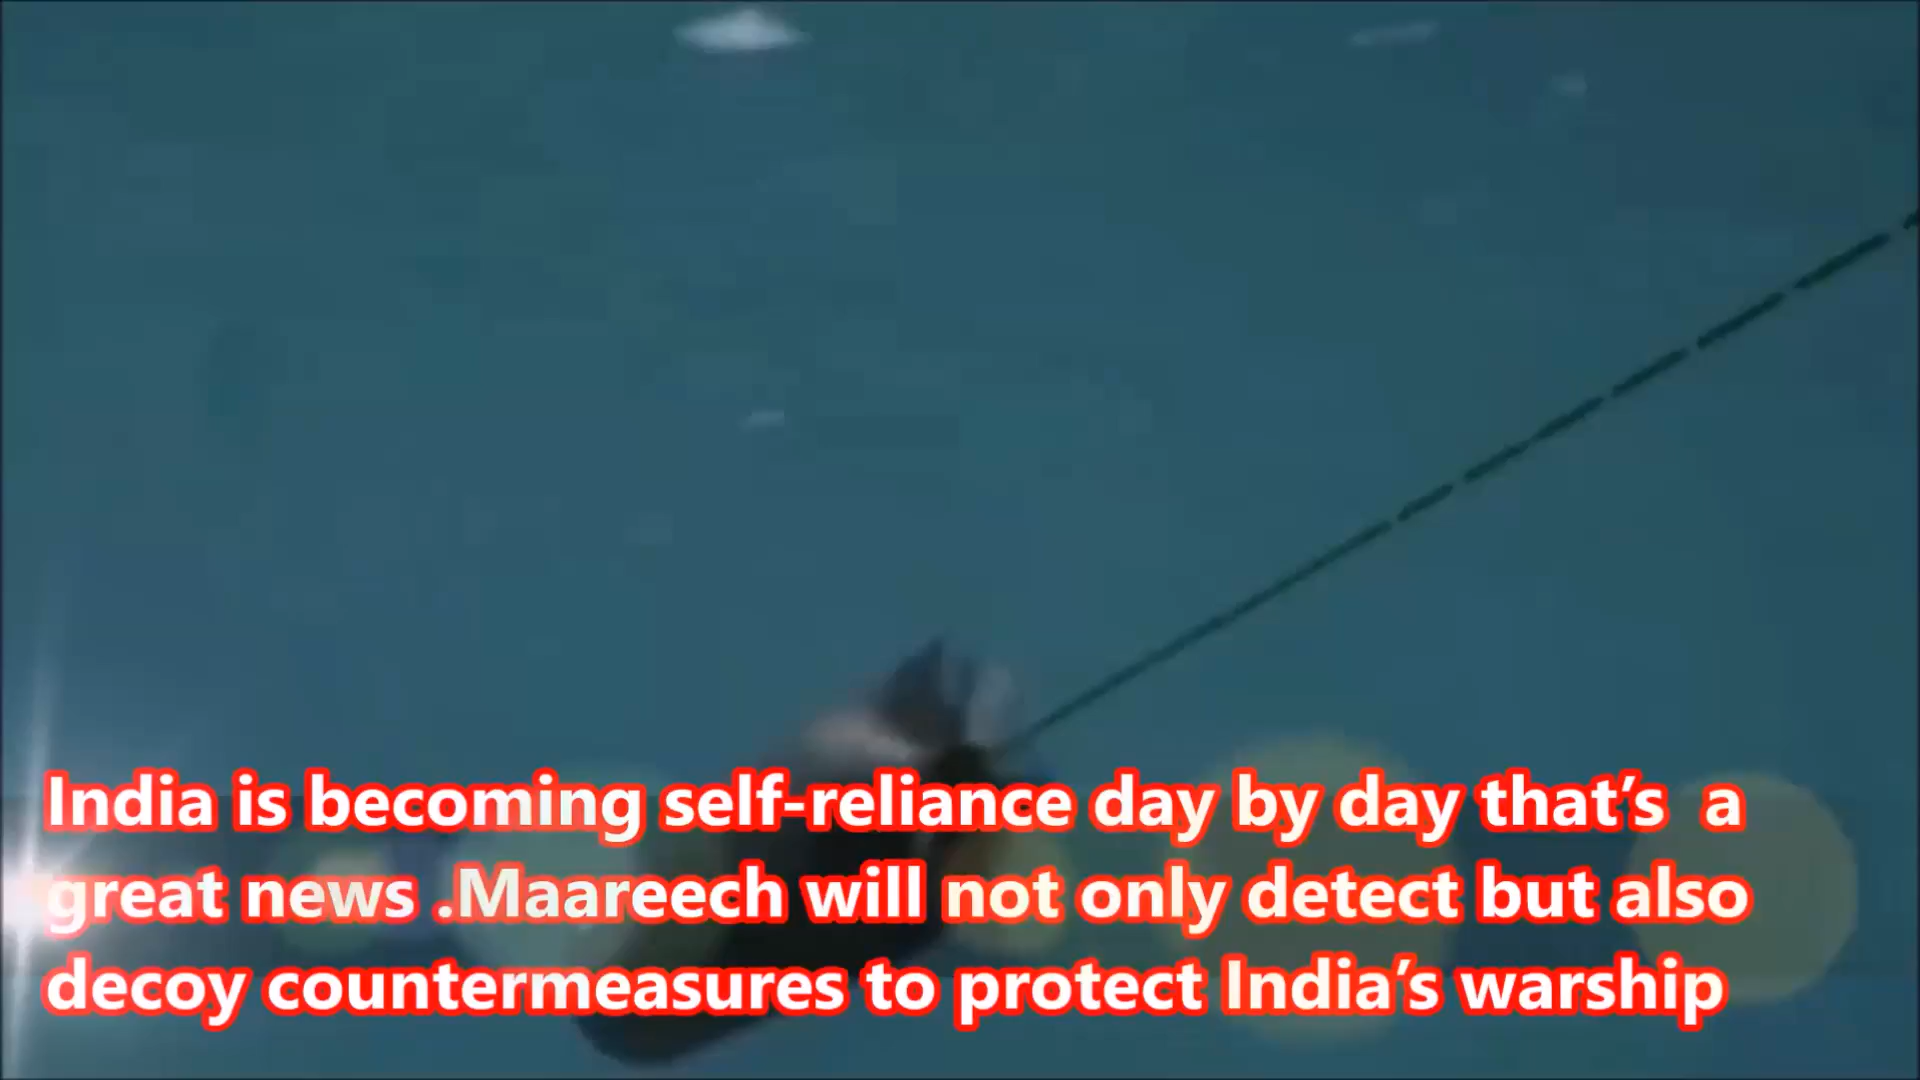 India is becoming self-reliance day by day that’s  a
great news .Maareech will not only detect but also
decoy countermeasures to protect India’s warship